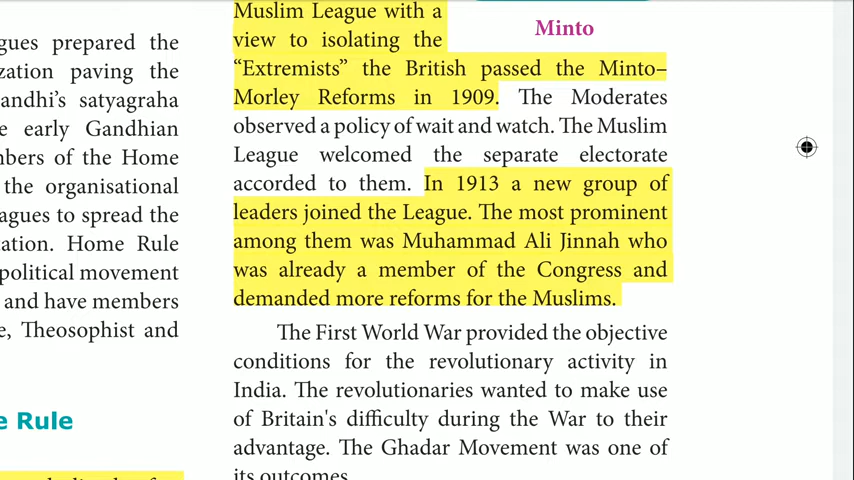 gues prepared the
zation paving the
andhi’s satyagraha
e early Gandhian
nbers of the Home
the organisational
agues to spread the
ation. Home Rule
political movement
and have members
e, Theosophist and
e Rule
Muslim League with a
view to isolating the
“Extremists” the British passed the Minto–
Morley Reforms in 1909. The Moderates
observed a policy of wait and watch. The Muslim
League welcomed the separate electorate
accorded to them. In 1913 a new group of
leaders joined the League. The most prominent
among them was Muhammad Ali Jinnah who
was already a member of the Congress and
demanded more reforms for the Muslims.
The First World War provided the objective
conditions for the revolutionary activity in
India. The revolutionaries wanted to make use
of Britain's difficulty during the War to their
advantage. The Ghadar Movement was one of
its outcomes.
Minto